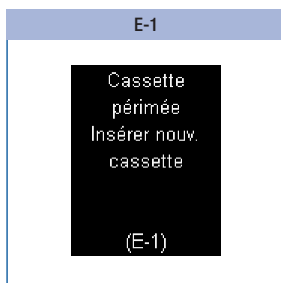 E-1
Cassette
périmée
Insérer nouv.
cassette
(E-1)